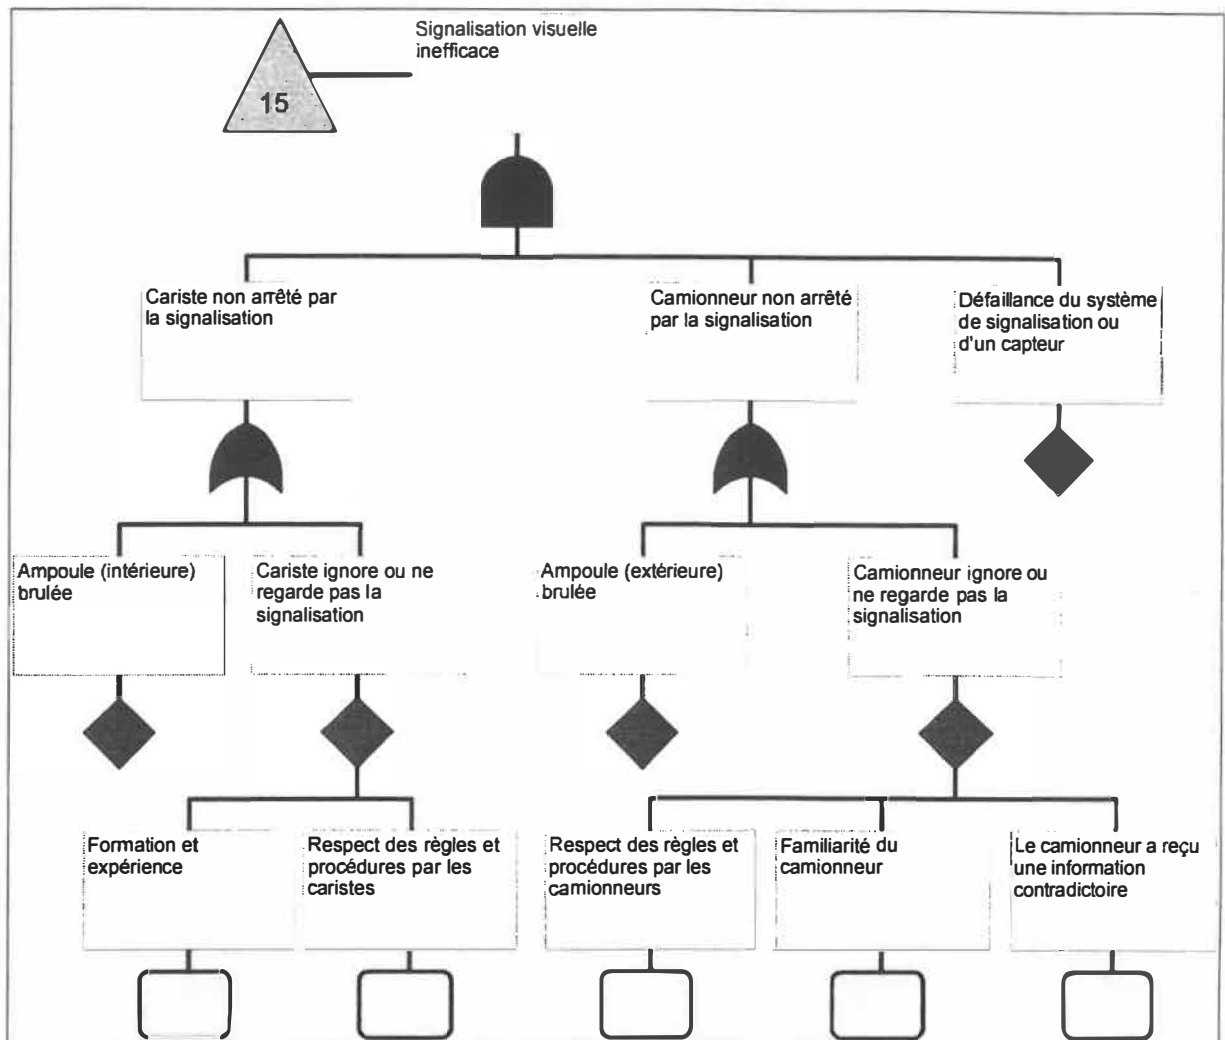 Signalisation visuelle
inefficace
15
Cariste non arrêté par
la signalisation
Camionneur non arrêté
par la signalisation
Défaillance du système
de signalisation ou
d'un capteur
Ampoule (intérieure)
brulée
Cariste ignore ou ne
regarde pas la
signalisation
Ampoule (extérieure)
brulée
Camionneur ignore ou
ne regarde pas la
signalisation
Formation et
expérience
Respect des règles et
procédures par les
caristes
Respect des règles et
procédures par les
camionneurs
Familiarité du
camionneur
Le camionneur a reçu
une information
contradictoire